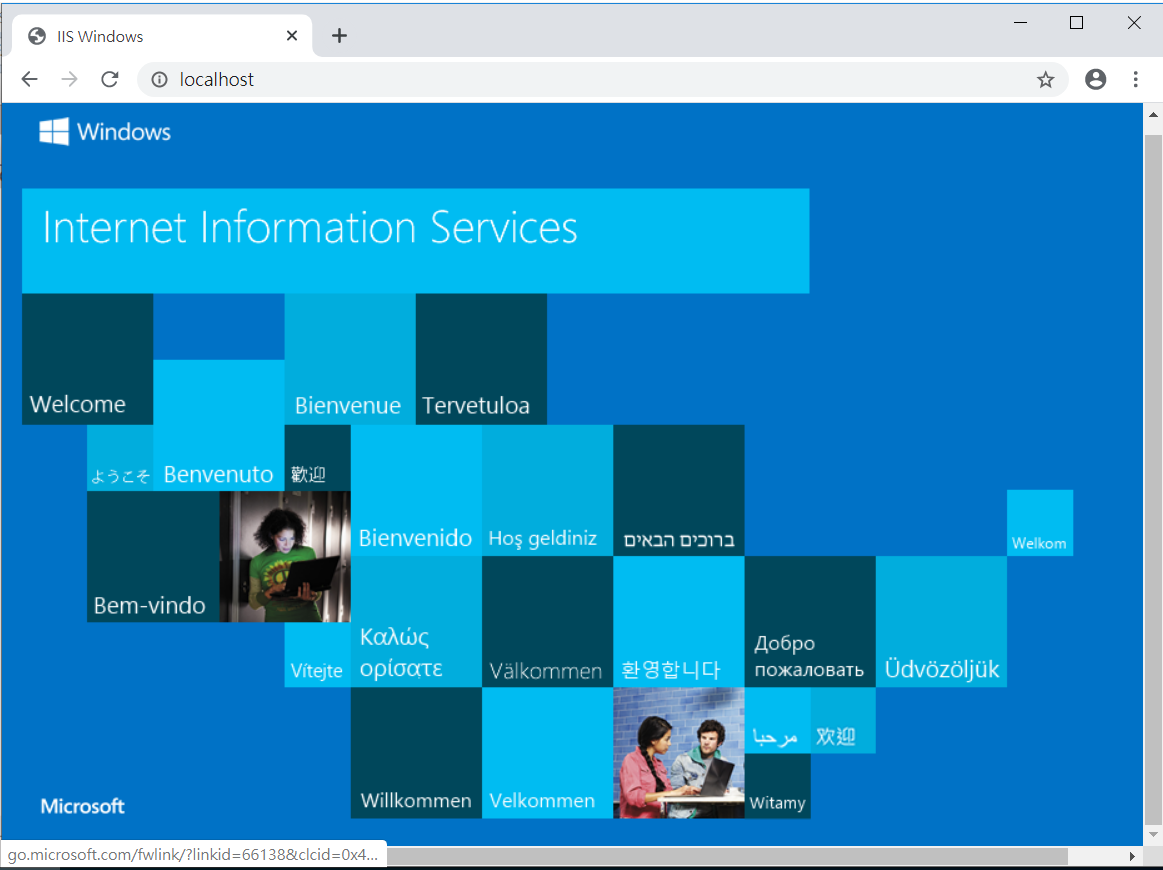 IIS Windows
localhost
Windows
Internet Information Services
Welcome
Bienvenue
Tervetuloa
ようこそ
Benvenuto
歡迎
Bienvenido
Hoş geldiniz
ברוכים הבאים
Welkom
Bem-vindo
Vítejte
Καλώς
ορίσατε
Välkommen
환영합니다
Добро
пожаловать
Üdvözöljük
مرحبا
欢迎
Willkommen
Velkommen
Witamy
Microsoft
go.microsoft.com/fwlink/?linkid=66138&clcid=0x4...